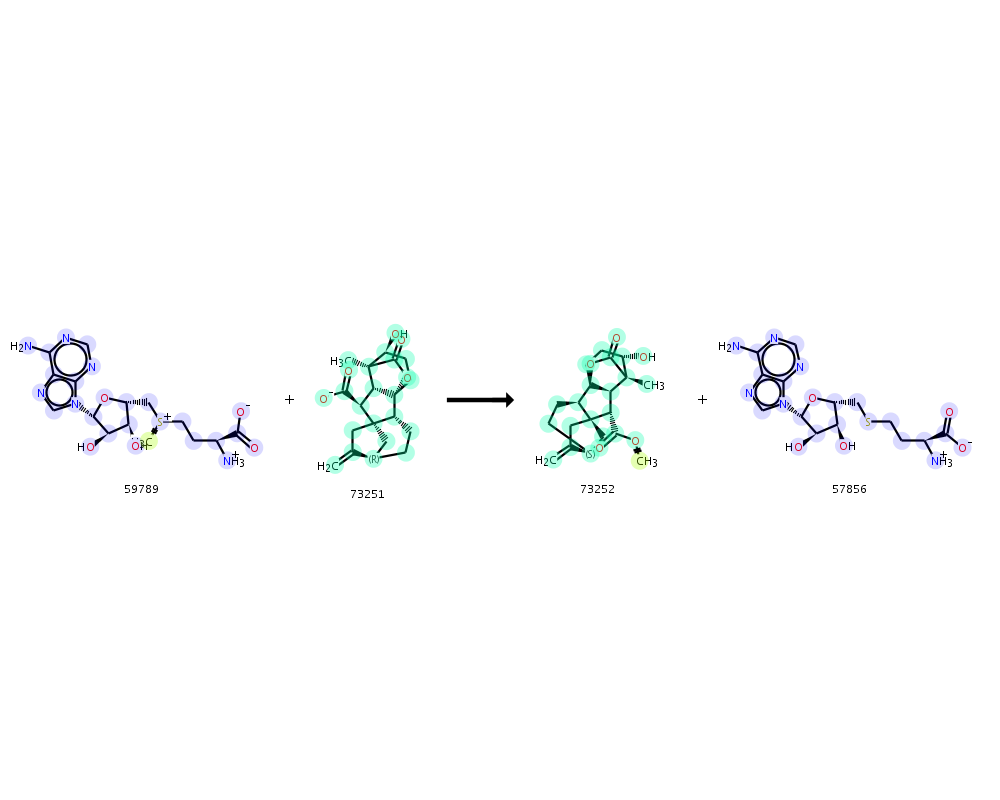 H₂N N N N N O HO OH H₃C S⁺ NH₃⁺ O O⁻
+
H₃C OH O O O O⁻ H₂C (R)
O O OH CH₃ O O CH₃ H₂C (S)
+
H₂N N N N N O HO OH S NH₃⁺ O O⁻
59789
73251
73252
57856